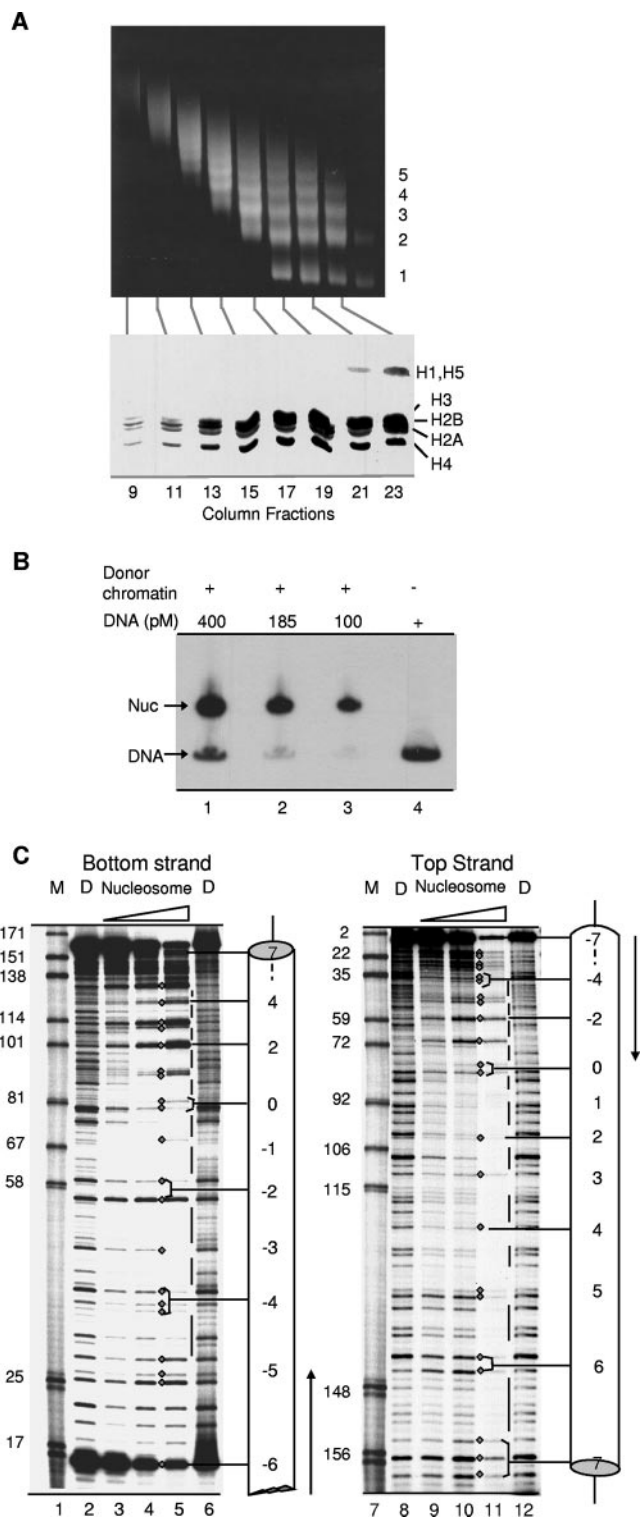 A
5
4
3
2
1
H1,H5
H3
H2B
H2A
H4
9 11 13 15 17 19 21 23
Column Fractions
B
Donor
chromatin + + + -
DNA (pM) 400 185 100 +
Nuc
DNA
1 2 3 4
C
Bottom strand
M D Nucleosome D
171
151
138
114
101
81
67
58
25
17
7
4
2
0
-1
-2
-3
-4
-5
-6
1 2 3 4 5 6
Top Strand
M D Nucleosome D
2
22
35
59
72
92
106
115
148
156
-7
-4
-2
0
1
2
3
4
5
6
7
7 8 9 10 11 12